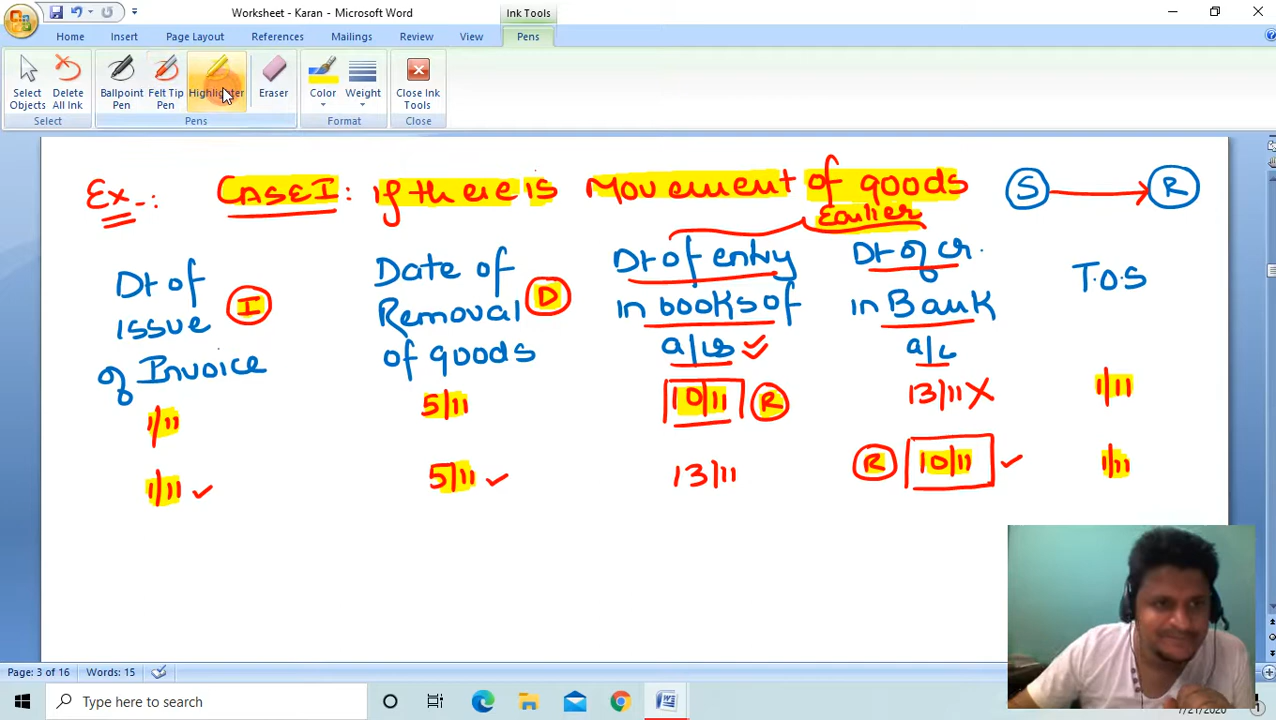 Worksheet - Karan - Microsoft Word
Ink Tools
Home Insert Page Layout References Mailings Review View Pens
Select Objects
Delete All Ink
Ballpoint Pen
Felt Tip Pen
Highlighter
Eraser
Color
Weight
Close Ink Tools
Select Pens Format Close
Ex-: CASE I: if there is Movement of goods S R
Earlier
Dt of issue of Invoice I
Date of Removal of goods D
Dt of entry in books of a/cs
Dt of cr. in Bank a/c
T.O.S
1/11 5/11 10/11 R 13/11 X 1/11
1/11 ✓ 5/11 ✓ 13/11 R 10/11 ✓ 1/11
Page: 3 of 16 Words: 15
Type here to search
7/21/2020